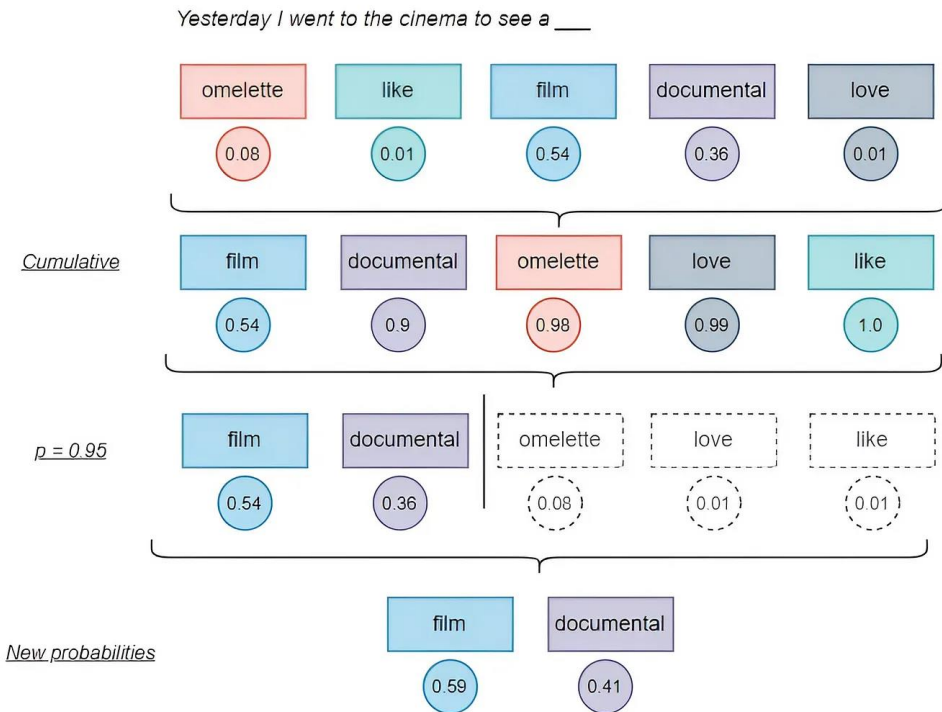 Yesterday I went to the cinema to see a ___
omelette like film documental love
0.08 0.01 0.54 0.36 0.01
Cumulative
film documental omelette love like
0.54 0.9 0.98 0.99 1.0
p = 0.95
film documental omelette love like
0.54 0.36 0.08 0.01 0.01
New probabilities
film documental
0.59 0.41